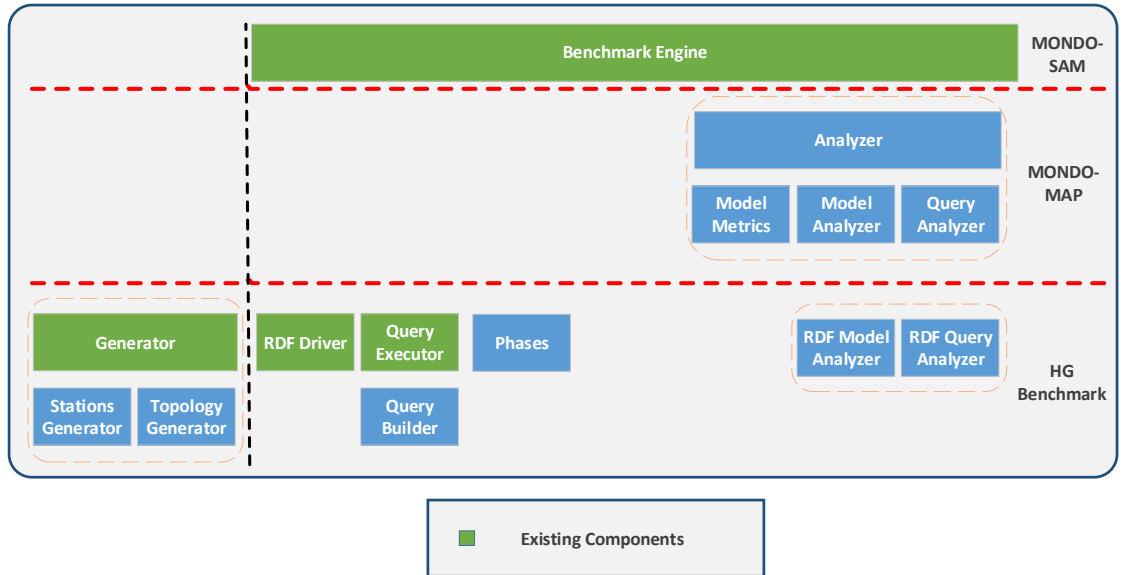 Benchmark Engine
MONDO-
SAM
Analyzer
Model
Metrics
Model
Analyzer
Query
Analyzer
MONDO-
MAP
Generator
RDF Driver
Query
Executor
Phases
RDF Model
Analyzer
RDF Query
Analyzer
Stations
Generator
Topology
Generator
Query
Builder
HG
Benchmark
Existing Components